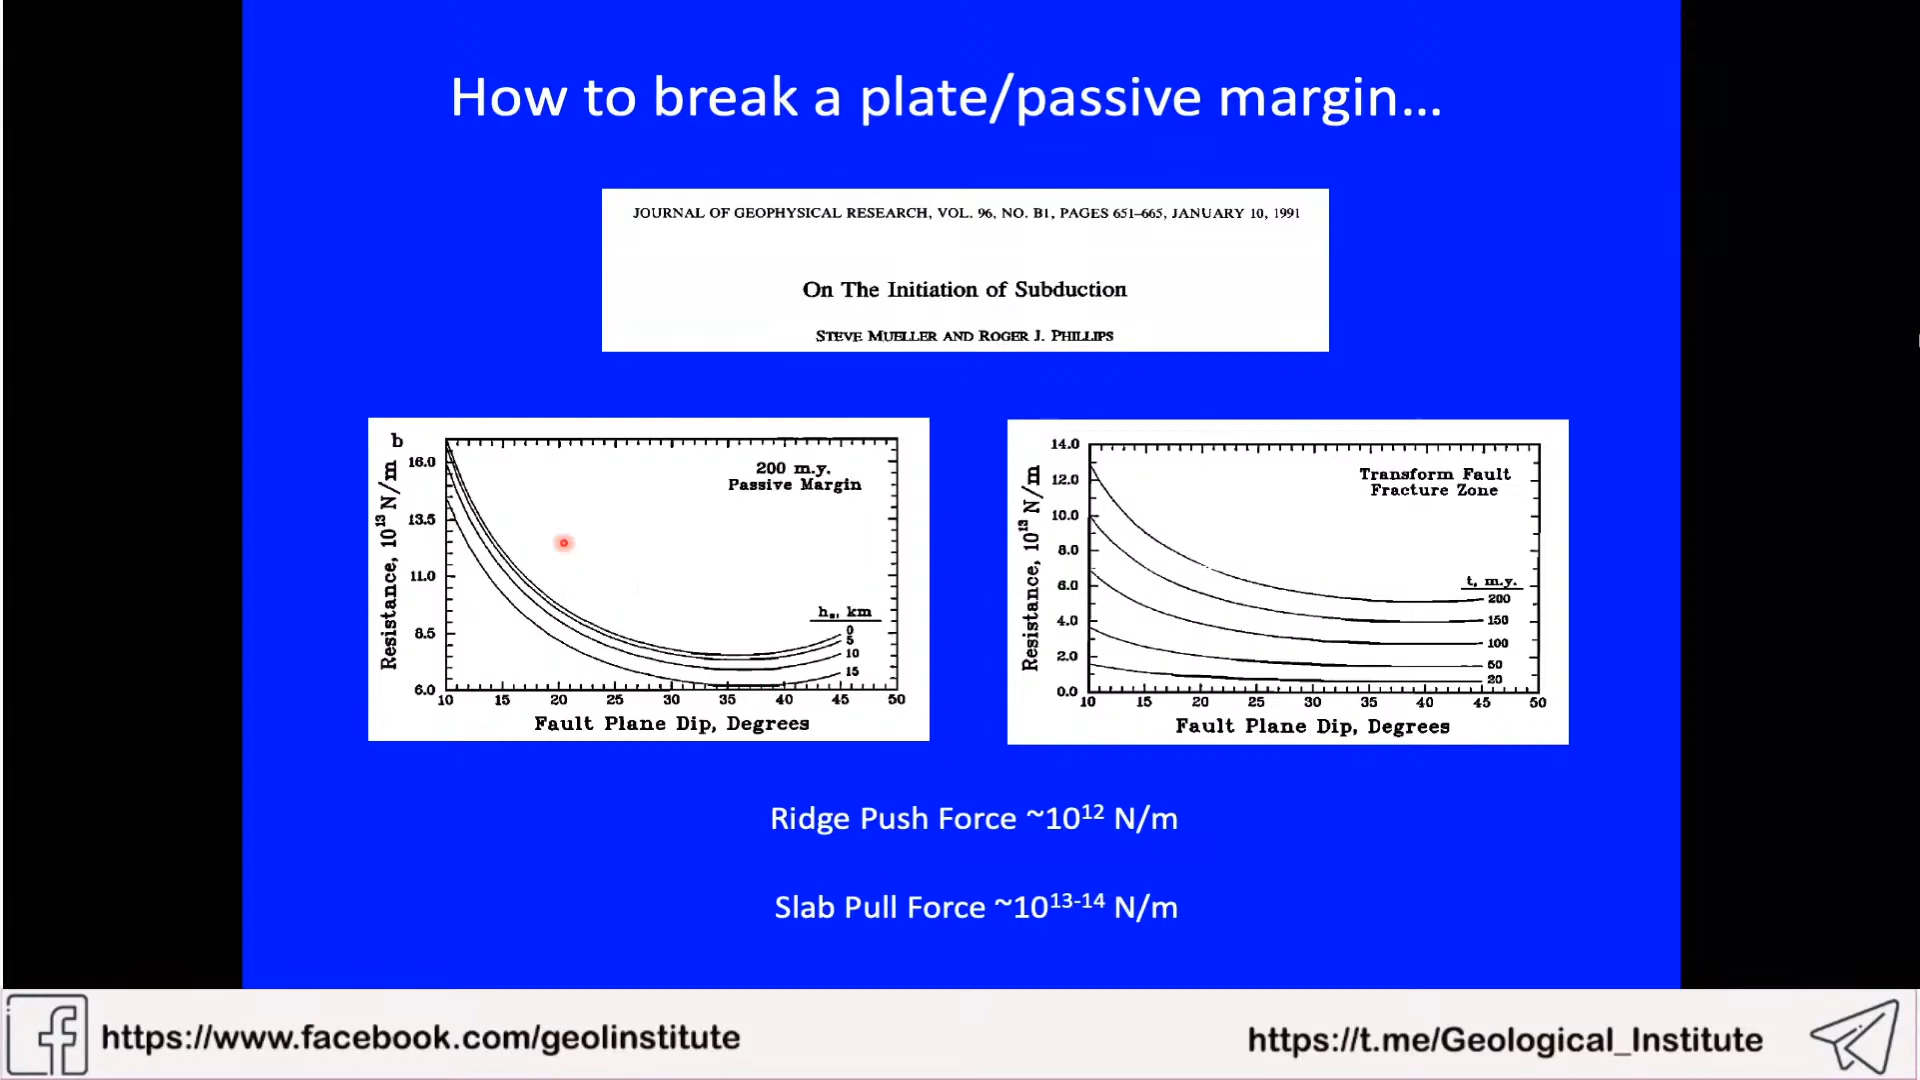 How to break a plate/passive margin…
JOURNAL OF GEOPHYSICAL RESEARCH, VOL. 96, NO. B1, PAGES 651–665, JANUARY 10, 1991
On The Initiation of Subduction
STEVE MUELLER AND ROGER J. PHILLIPS
b
200 m.y.
Passive Margin
Resistance, 10¹³ N/m
16.0
13.5
11.0
8.5
6.0
hs, km
0
5
10
15
10 15 20 25 30 35 40 45 50
Fault Plane Dip, Degrees
Transform Fault
Fracture Zone
Resistance, 10¹³ N/m
14.0
12.0
10.0
8.0
6.0
4.0
2.0
0.0
t, m.y.
200
150
100
50
20
10 15 20 25 30 35 40 45 50
Fault Plane Dip, Degrees
Ridge Push Force ~10¹² N/m
Slab Pull Force ~10¹³⁻¹⁴ N/m
https://www.facebook.com/geolinstitute
https://t.me/Geological_Institute